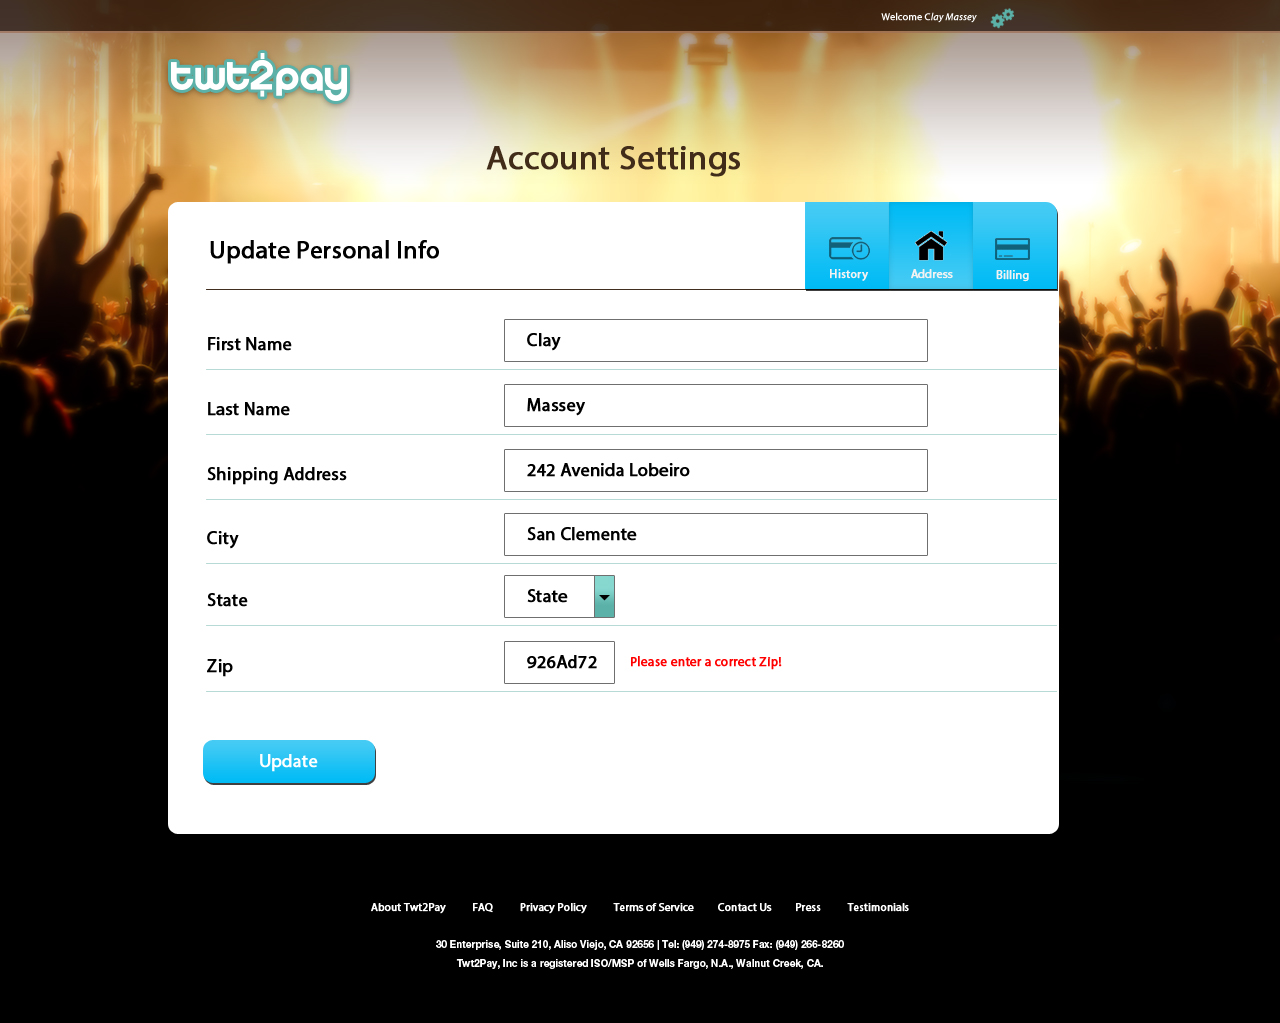 Welcome Clay Massey
twt2pay
Account Settings
Update Personal Info
History
Address
Billing
First Name
Clay
Last Name
Massey
Shipping Address
242 Avenida Lobeiro
City
San Clemente
State
State
Zip
926Ad72
Please enter a correct Zip!
Update
About Twt2Pay FAQ Privacy Policy Terms of Service Contact Us Press Testimonials
30 Enterprise, Suite 210, Aliso Viejo, CA 92656 | Tel: (949) 274-8975 Fax: (949) 266-8260
Twt2Pay, Inc is a registered ISO/MSP of Wells Fargo, N.A., Walnut Creek, CA.